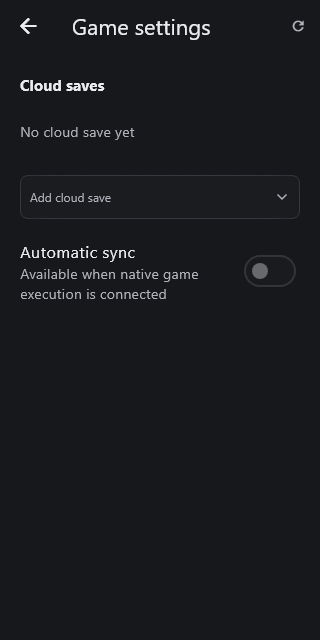 Game settings
Cloud saves
No cloud save yet
Add cloud save
Automatic sync
Available when native game
execution is connected